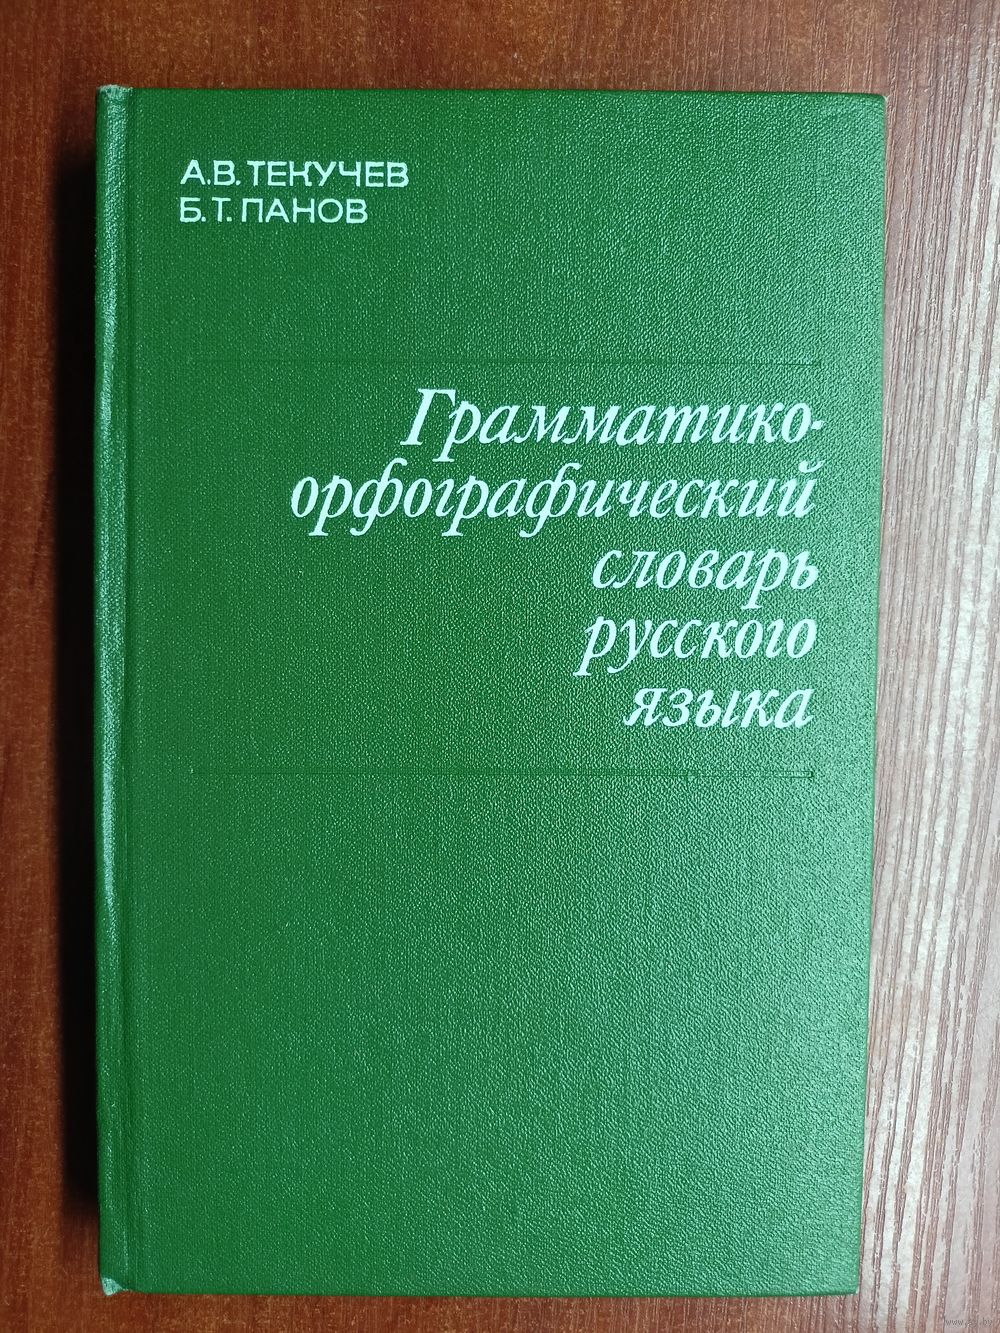 А.В.ТЕКУЧЕВ
Б.Т.ПАНОВ
Грамматико-
орфографический
словарь
русского
языка